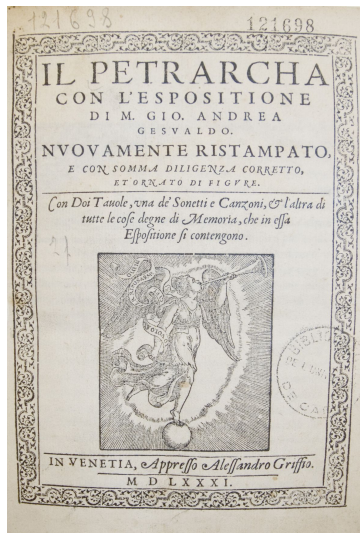 121698
121698
IL PETRARCHA
CON L'ESPOSITIONE
DI M. GIO. ANDREA
GESVALDO.
NVOVAMENTE RISTAMPATO,
E CON SOMMA DILIGENZA CORRETTO,
ET ORNATO DI FIGVRE.
Con Doi Tauole, vna de' Sonetti e Canzoni, & l'altra di
tutte le cose degne di Memoria, che in essa
Espositione si contengono.
IN VENETIA, Appresso Alessandro Griffio.
M D LXXXI.